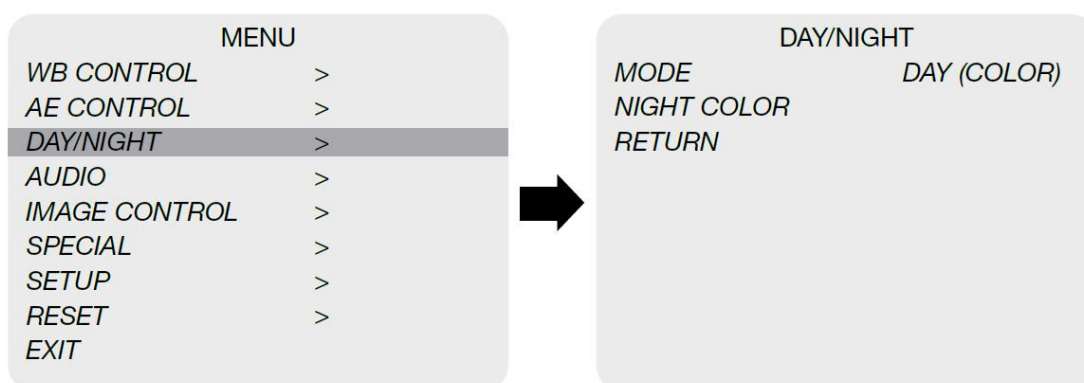 MENU
WB CONTROL >
AE CONTROL >
DAY/NIGHT >
AUDIO >
IMAGE CONTROL >
SPECIAL >
SETUP >
RESET >
EXIT
DAY/NIGHT
MODE DAY (COLOR)
NIGHT COLOR
RETURN